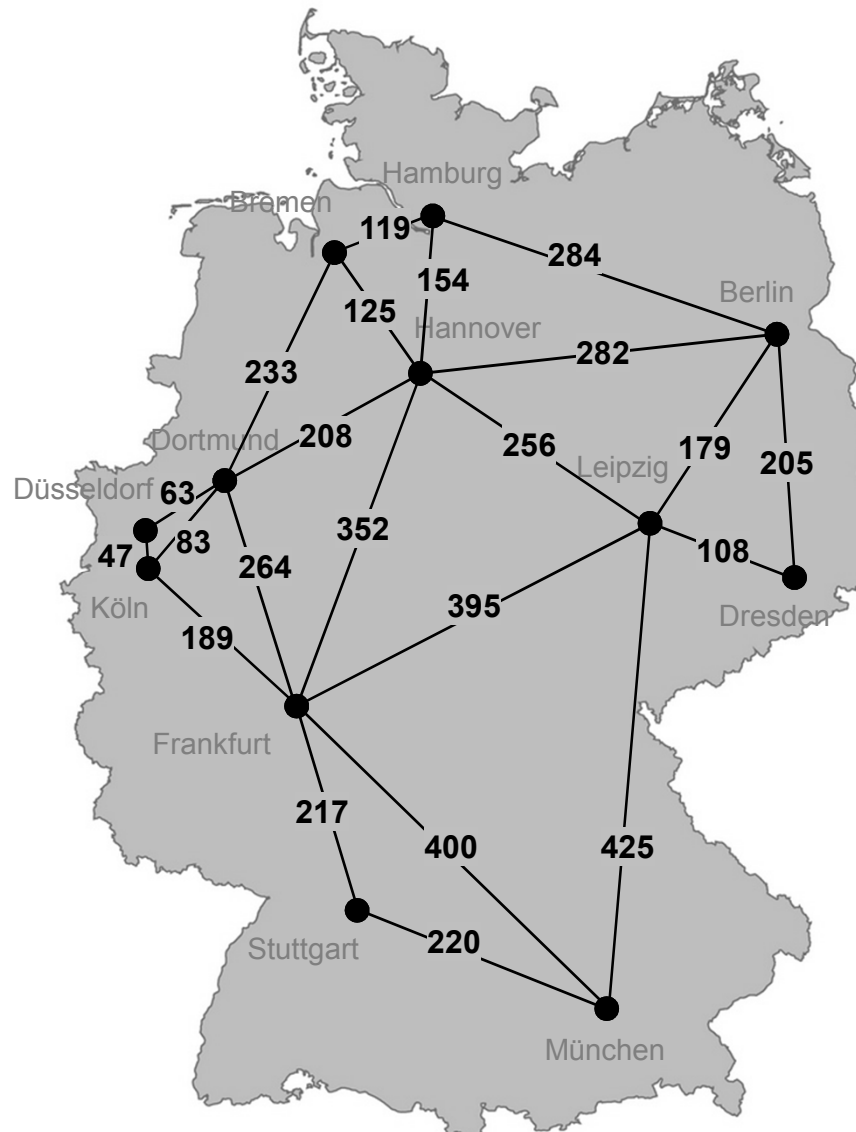 Hamburg
Bremen
119
284
154
Berlin
125
Hannover
282
233
208
Dortmund
256
179
Leipzig
205
Düsseldorf
63
352
83
47
108
264
Köln
395
Dresden
189
Frankfurt
217
400
425
220
Stuttgart
München